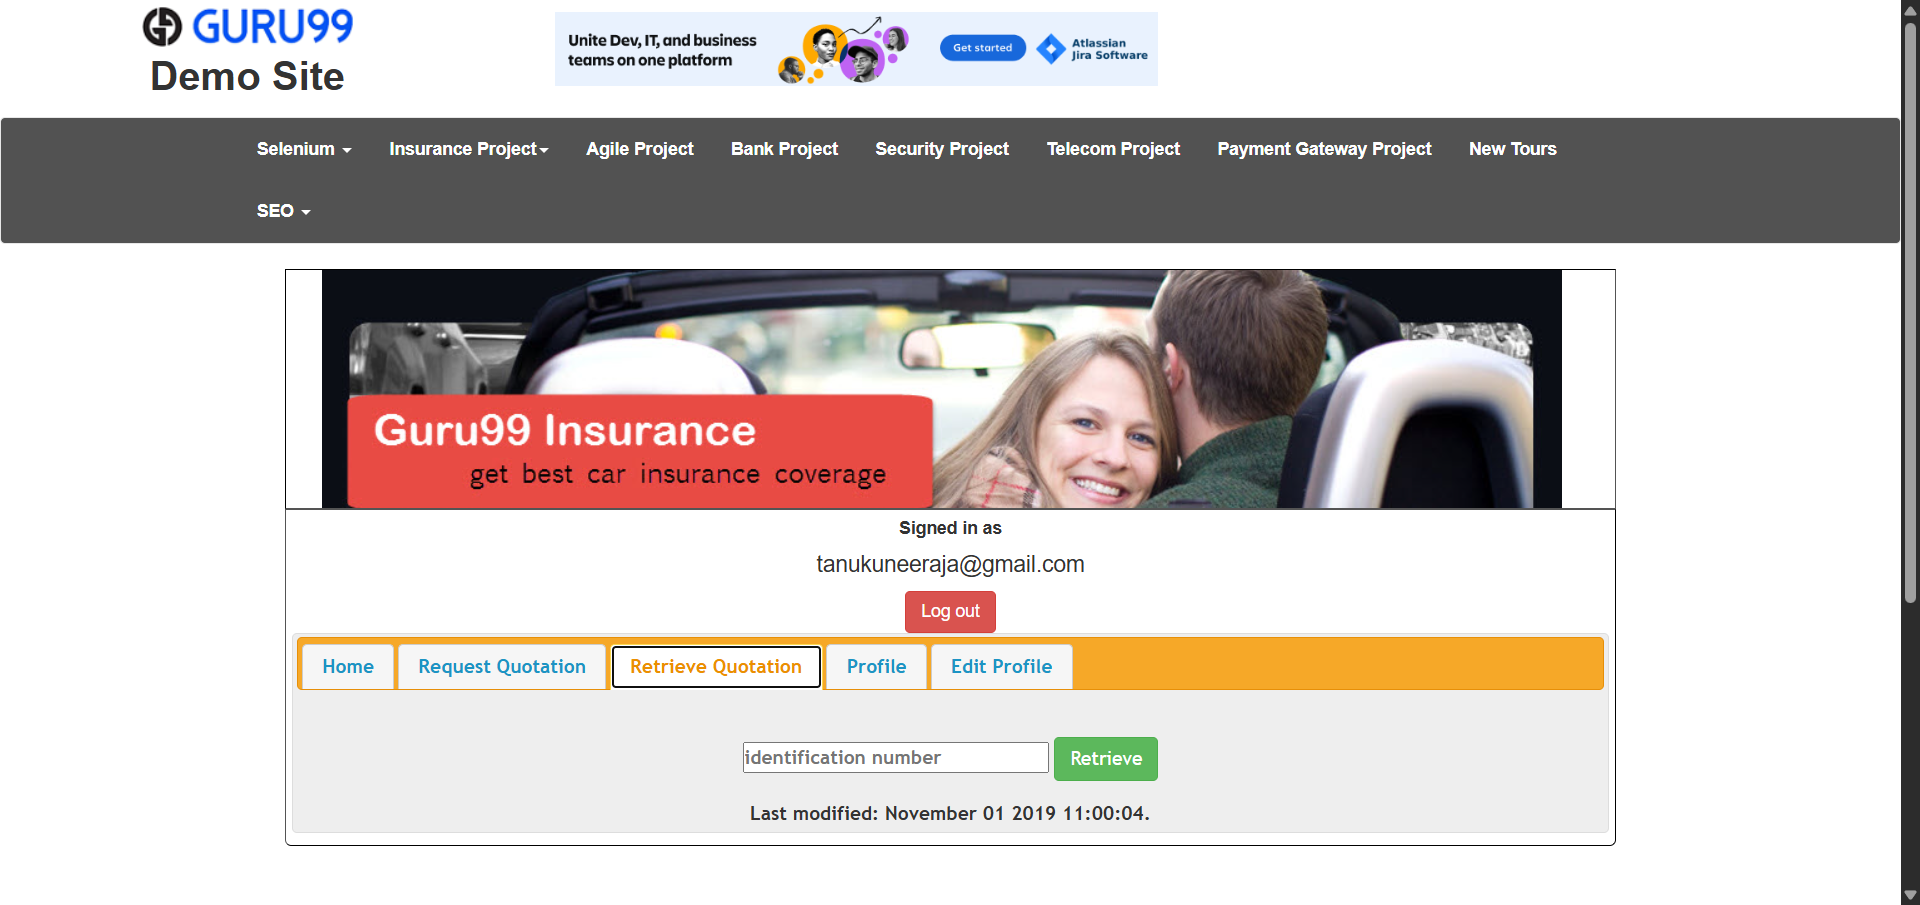 GURU99
Demo Site
Unite Dev, IT, and business
teams on one platform
Get started
Atlassian
Jira Software
Selenium
Insurance Project
Agile Project
Bank Project
Security Project
Telecom Project
Payment Gateway Project
New Tours
SEO
Guru99 Insurance
get best car insurance coverage
Signed in as
tanukuneeraja@gmail.com
Log out
Home
Request Quotation
Retrieve Quotation
Profile
Edit Profile
identification number
Retrieve
Last modified: November 01 2019 11:00:04.